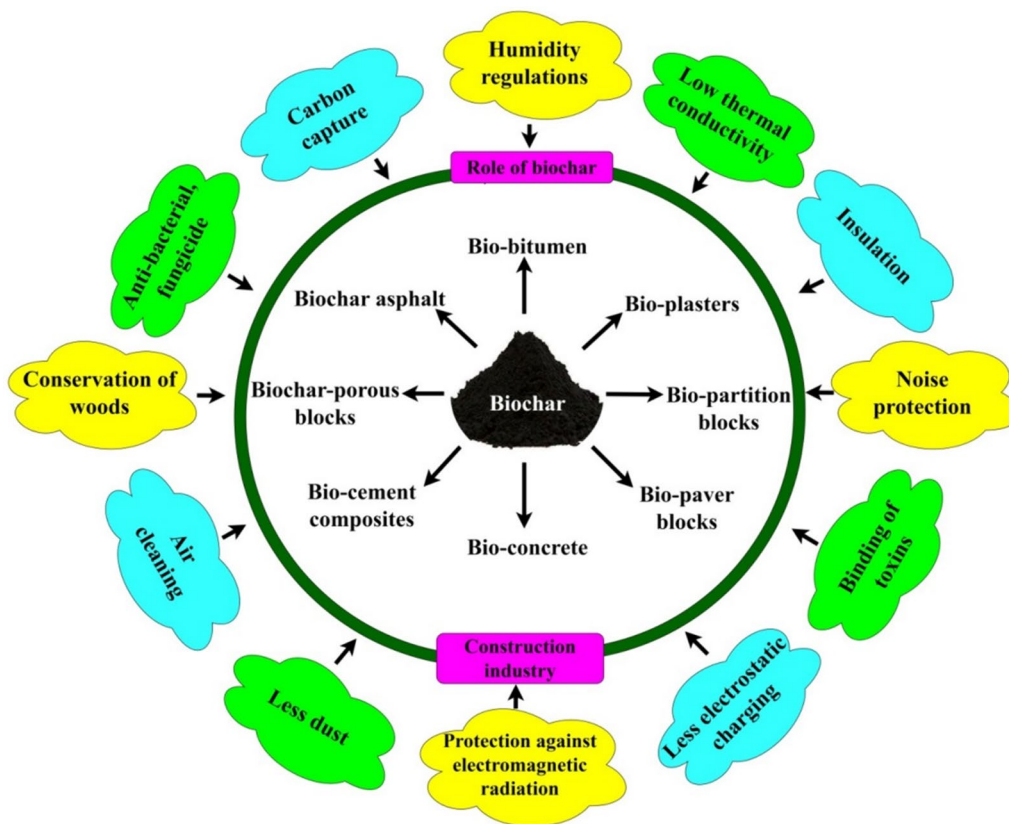 Humidity
regulations
Low thermal
conductivity
Insulation
Noise
protection
Binding of
toxins
Less electrostatic
charging
Protection against
electromagnetic
radiation
Less dust
Air
cleaning
Conservation of
woods
Anti-bacterial,
fungicide
Carbon
capture
Role of biochar
Bio-bitumen
Bio-plasters
Bio-partition
blocks
Bio-paver
blocks
Bio-concrete
Bio-cement
composites
Biochar-porous
blocks
Biochar asphalt
Biochar
Construction
industry